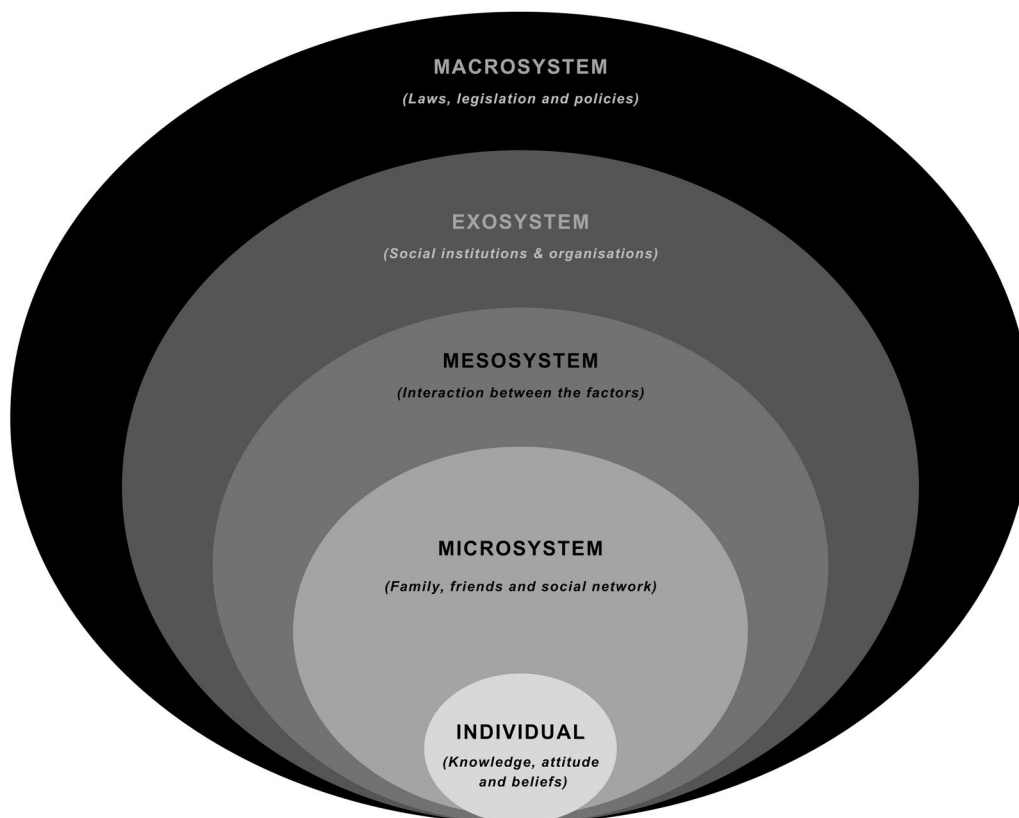 MACROSYSTEM
(Laws, legislation and policies)
EXOSYSTEM
(Social institutions & organisations)
MESOSYSTEM
(Interaction between the factors)
MICROSYSTEM
(Family, friends and social network)
INDIVIDUAL
(Knowledge, attitude
and beliefs)